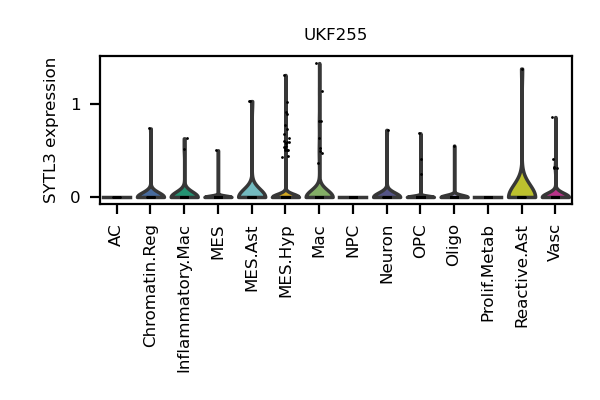 UKF255
SYTL3 expression
1
0
AC
Chromatin.Reg
Inflammatory.Mac
MES
MES.Ast
MES.Hyp
Mac
NPC
Neuron
OPC
Oligo
Prolif.Metab
Reactive.Ast
Vasc